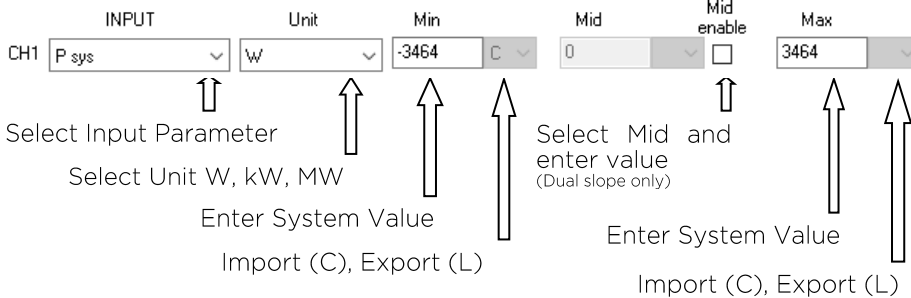 INPUT Unit Min Mid Mid enable Max
CH1 P sys W -3464 C 0 3464
Select Input Parameter
Select Unit W, kW, MW
Enter System Value
Import (C), Export (L)
Select Mid and
enter value
(Dual slope only)
Enter System Value
Import (C), Export (L)